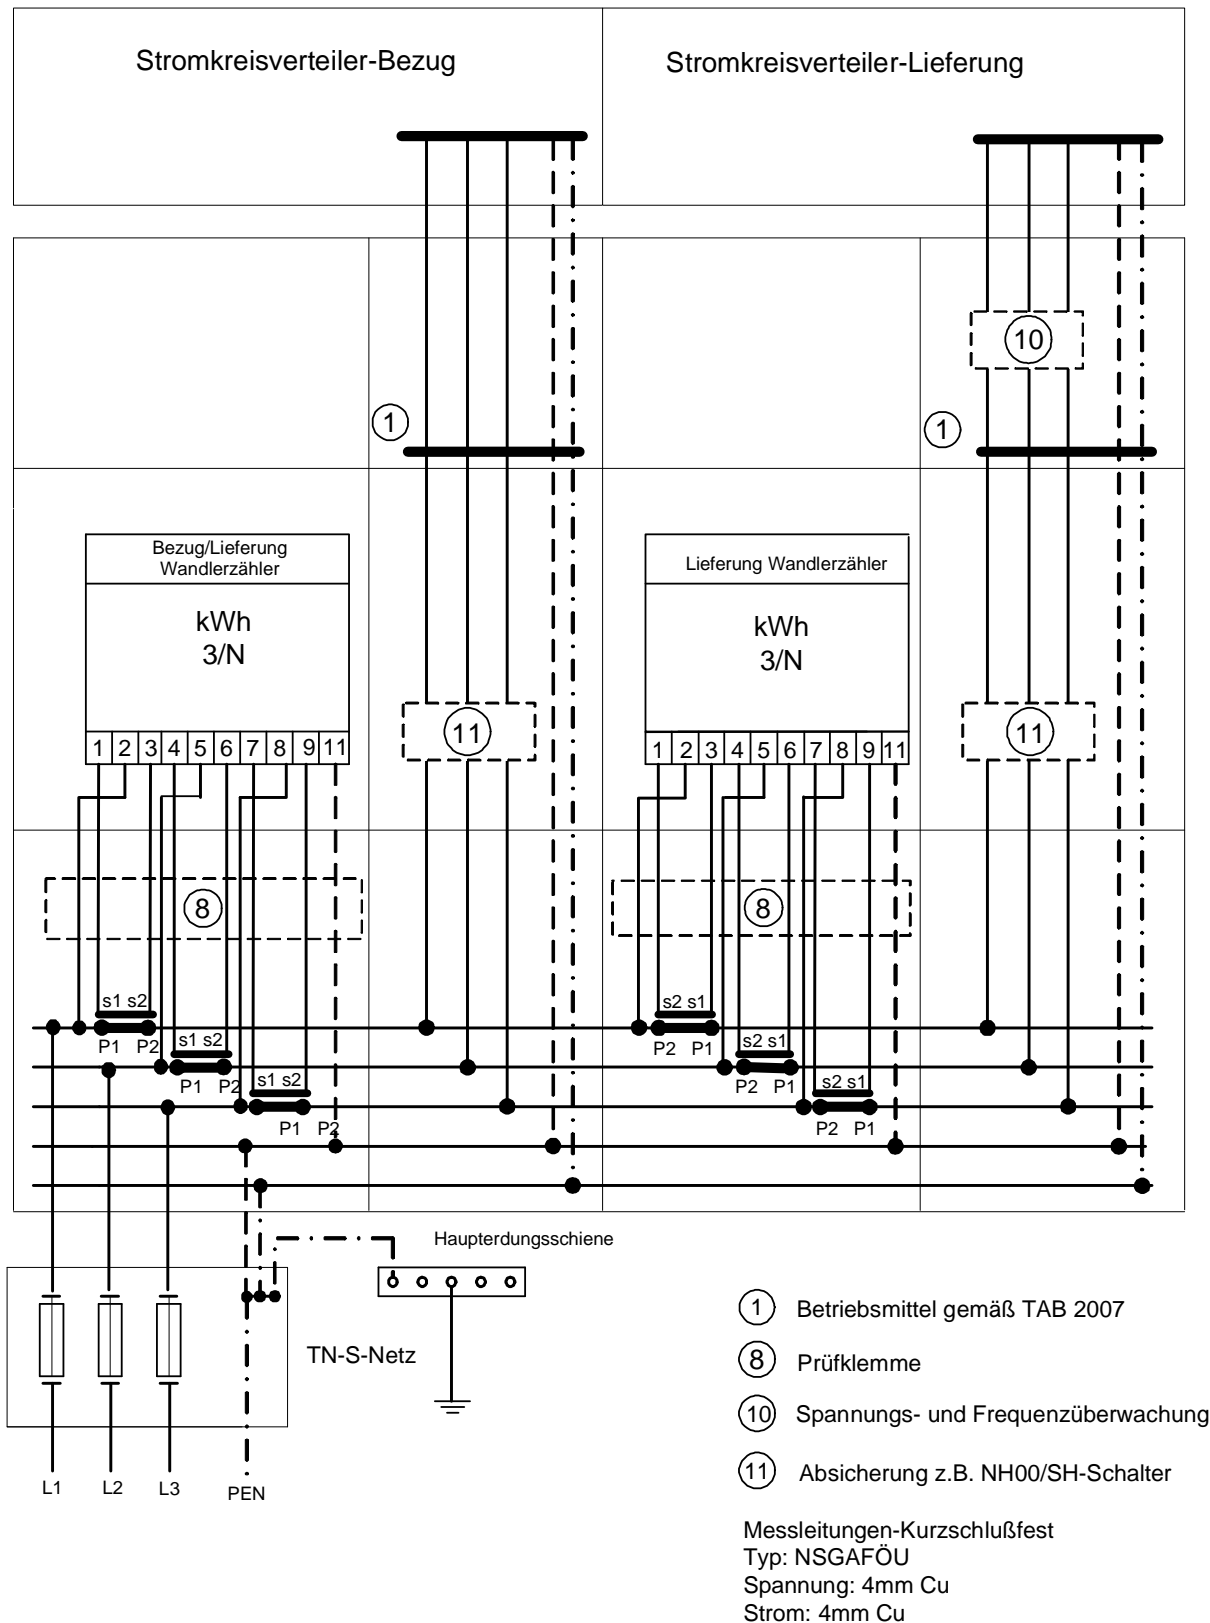 Stromkreisverteiler-Bezug
Stromkreisverteiler-Lieferung
10
1
1
Bezug/Lieferung
Wandlerzähler
kWh
3/N
1 2 3 4 5 6 7 8 9 11
11
Lieferung Wandlerzähler
kWh
3/N
1 2 3 4 5 6 7 8 9 11
11
8
8
s1 s2
P1 P2
s1 s2
P1 P2
s1 s2
P1 P2
s2 s1
P2 P1
s2 s1
P2 P1
s2 s1
P2 P1
Haupterdungsschiene
TN-S-Netz
L1 L2 L3 PEN
1 Betriebsmittel gemäß TAB 2007
8 Prüfklemme
10 Spannungs- und Frequenzüberwachung
11 Absicherung z.B. NH00/SH-Schalter
Messleitungen-Kurzschlußfest
Typ: NSGAFÖU
Spannung: 4mm Cu
Strom: 4mm Cu